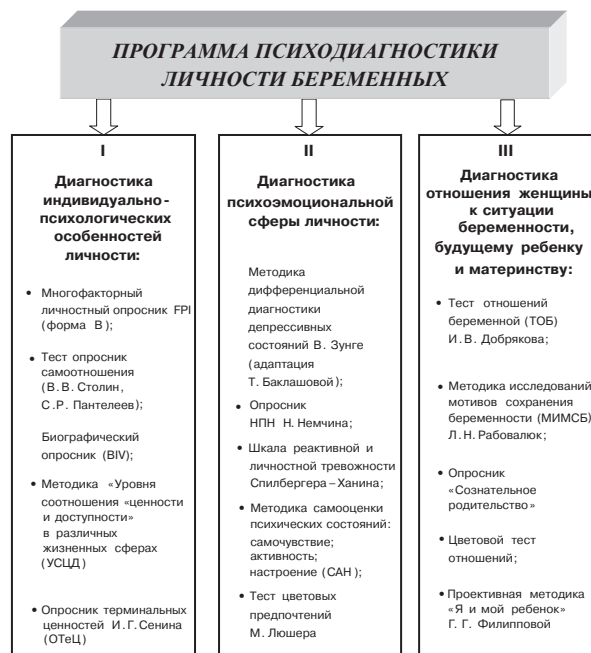 ПРОГРАММА ПСИХОДИАГНОСТИКИ
ЛИЧНОСТИ БЕРЕМЕННЫХ
I
Диагностика
индивидуально-
психологических
особенностей
личности:
• Многофакторный
личностный опросник FPI
(форма В);
• Тест опросник
самоотношения
(В.В. Столин,
С.Р. Пантелеев);
Биографический
опросник (BIV);
• Методика «Уровня
соотношения «ценности
и доступности»
в различных
жизненных сферах
(УСЦД)
• Опросник терминальных
ценностей И.Г.Сенина
(ОТеЦ)
II
Диагностика
психоэмоциональной
сферы личности:
Методика
дифференциальной
диагностики
депрессивных
состояний В. Зунге
(адаптация
Т. Баклашовой);
• Опросник
НПН Н. Немчина;
• Шкала реактивной и
личностной тревожности
Спилбергера–Ханина;
• Методика самооценки
психических состояний:
самочувствие;
активность;
настроение (САН);
• Тест цветовых
предпочтений
М. Люшера
III
Диагностика
отношения женщины
к ситуации
беременности,
будущему ребенку
и материнству:
• Тест отношений
беременной (ТОБ)
И.В. Добрякова;
• Методика исследований
мотивов сохранения
беременности (МИМСБ)
Л.Н. Рабовалюк;
• Опросник
«Сознательное
родительство»
• Цветовой тест
отношений;
• Проективная методика
«Я и мой ребенок»
Г. Г. Филипповой